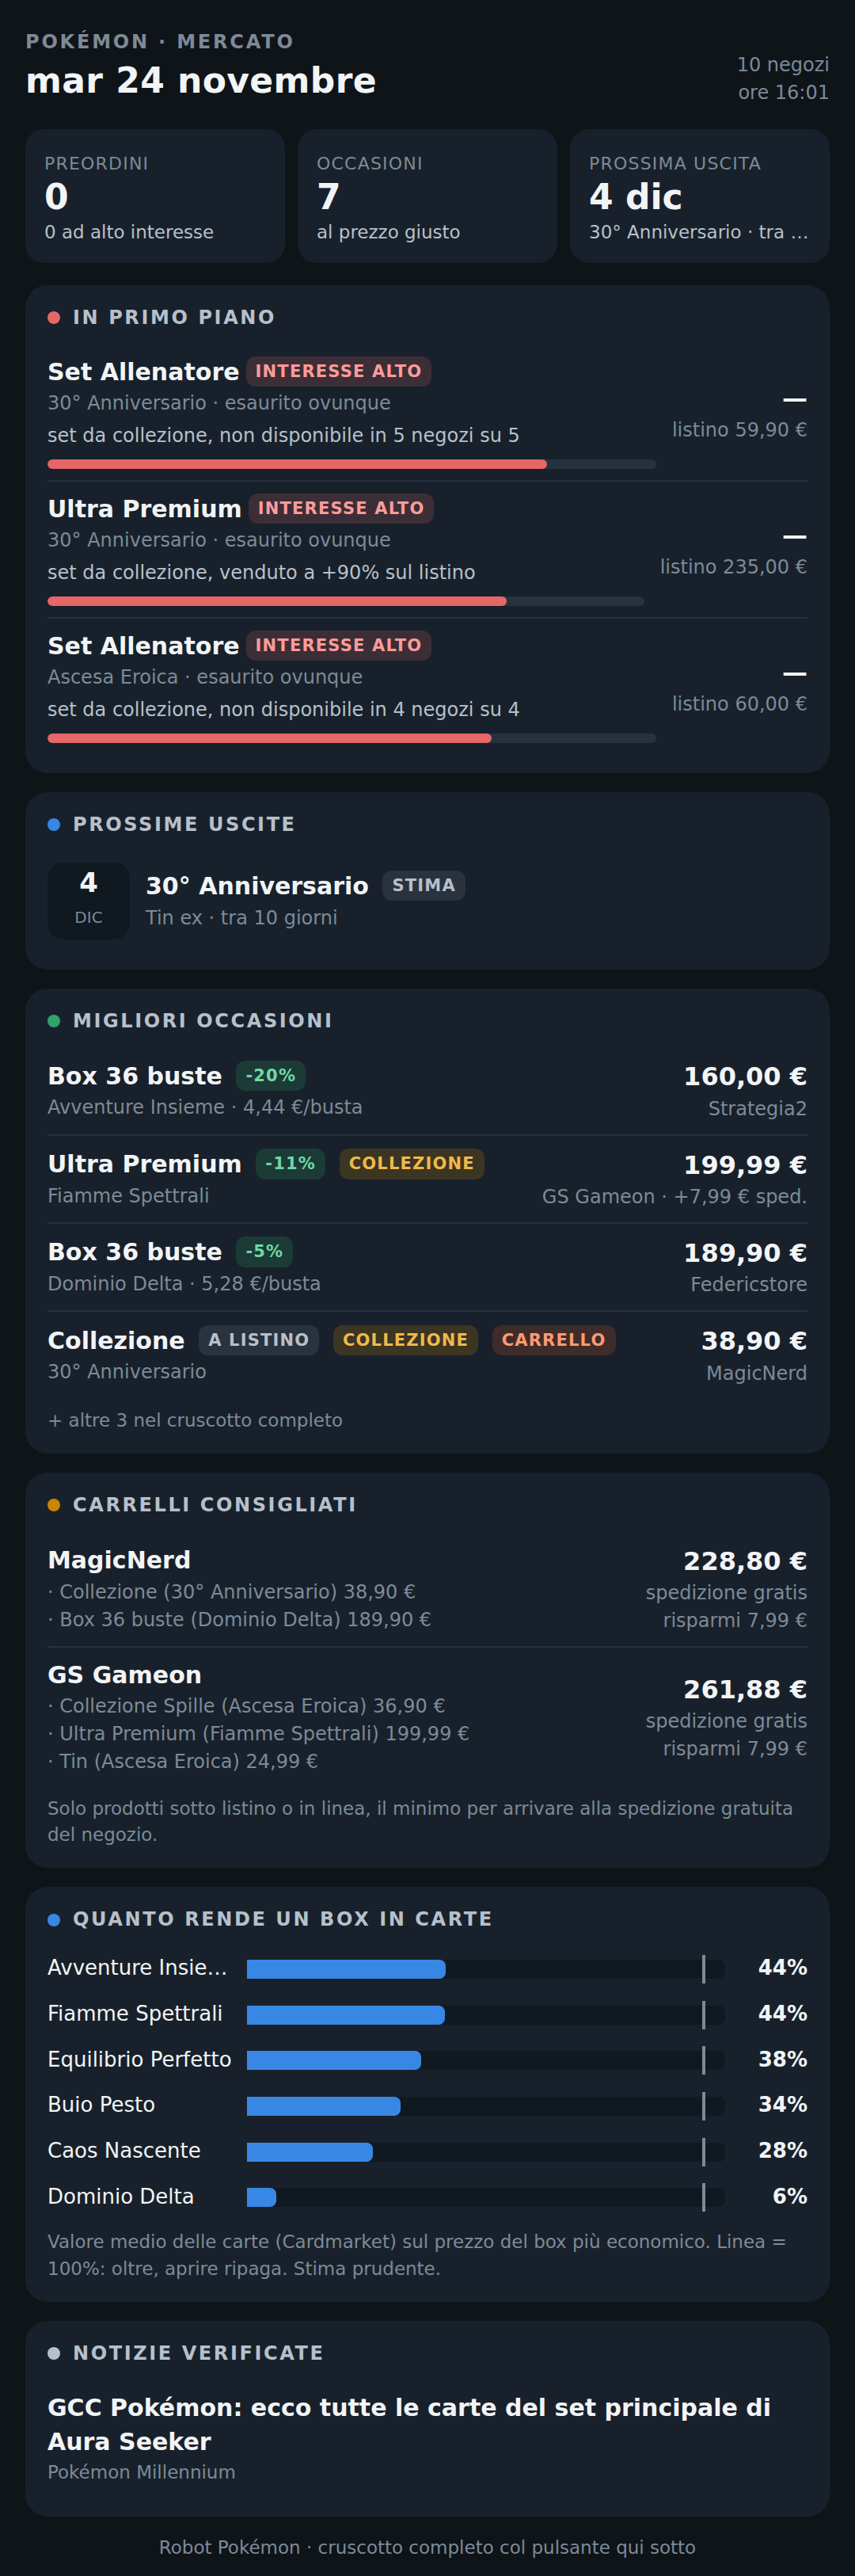 POKÉMON · MERCATO
mar 24 novembre
10 negozi
ore 16:01
PREORDINI
0
0 ad alto interesse
OCCASIONI
7
al prezzo giusto
PROSSIMA USCITA
4 dic
30° Anniversario · tra …
IN PRIMO PIANO
Set Allenatore INTERESSE ALTO
30° Anniversario · esaurito ovunque
set da collezione, non disponibile in 5 negozi su 5
—
listino 59,90 €
Ultra Premium INTERESSE ALTO
30° Anniversario · esaurito ovunque
set da collezione, venduto a +90% sul listino
—
listino 235,00 €
Set Allenatore INTERESSE ALTO
Ascesa Eroica · esaurito ovunque
set da collezione, non disponibile in 4 negozi su 4
—
listino 60,00 €
PROSSIME USCITE
4
DIC
30° Anniversario STIMA
Tin ex · tra 10 giorni
MIGLIORI OCCASIONI
Box 36 buste -20%
Avventure Insieme · 4,44 €/busta
160,00 €
Strategia2
Ultra Premium -11% COLLEZIONE
Fiamme Spettrali
199,99 €
GS Gameon · +7,99 € sped.
Box 36 buste -5%
Dominio Delta · 5,28 €/busta
189,90 €
Federicstore
Collezione A LISTINO COLLEZIONE CARRELLO
30° Anniversario
38,90 €
MagicNerd
+ altre 3 nel cruscotto completo
CARRELLI CONSIGLIATI
MagicNerd
· Collezione (30° Anniversario) 38,90 €
· Box 36 buste (Dominio Delta) 189,90 €
228,80 €
spedizione gratis
risparmi 7,99 €
GS Gameon
· Collezione Spille (Ascesa Eroica) 36,90 €
· Ultra Premium (Fiamme Spettrali) 199,99 €
· Tin (Ascesa Eroica) 24,99 €
261,88 €
spedizione gratis
risparmi 7,99 €
Solo prodotti sotto listino o in linea, il minimo per arrivare alla spedizione gratuita
del negozio.
QUANTO RENDE UN BOX IN CARTE
Avventure Insie… 44%
Fiamme Spettrali 44%
Equilibrio Perfetto 38%
Buio Pesto 34%
Caos Nascente 28%
Dominio Delta 6%
Valore medio delle carte (Cardmarket) sul prezzo del box più economico. Linea =
100%: oltre, aprire ripaga. Stima prudente.
NOTIZIE VERIFICATE
GCC Pokémon: ecco tutte le carte del set principale di
Aura Seeker
Pokémon Millennium
Robot Pokémon · cruscotto completo col pulsante qui sotto